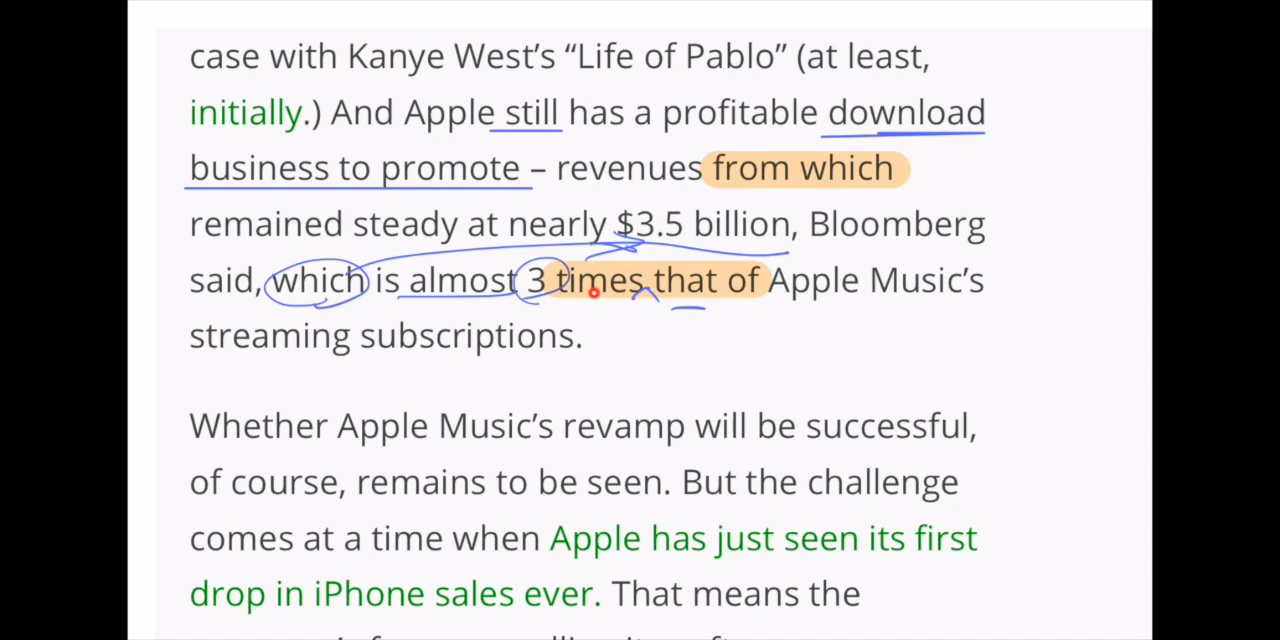 case with Kanye West’s “Life of Pablo” (at least,
initially.) And Apple still has a profitable download
business to promote – revenues from which
remained steady at nearly $3.5 billion, Bloomberg
said, which is almost 3 times that of Apple Music’s
streaming subscriptions.
Whether Apple Music’s revamp will be successful,
of course, remains to be seen. But the challenge
comes at a time when Apple has just seen its first
drop in iPhone sales ever. That means the